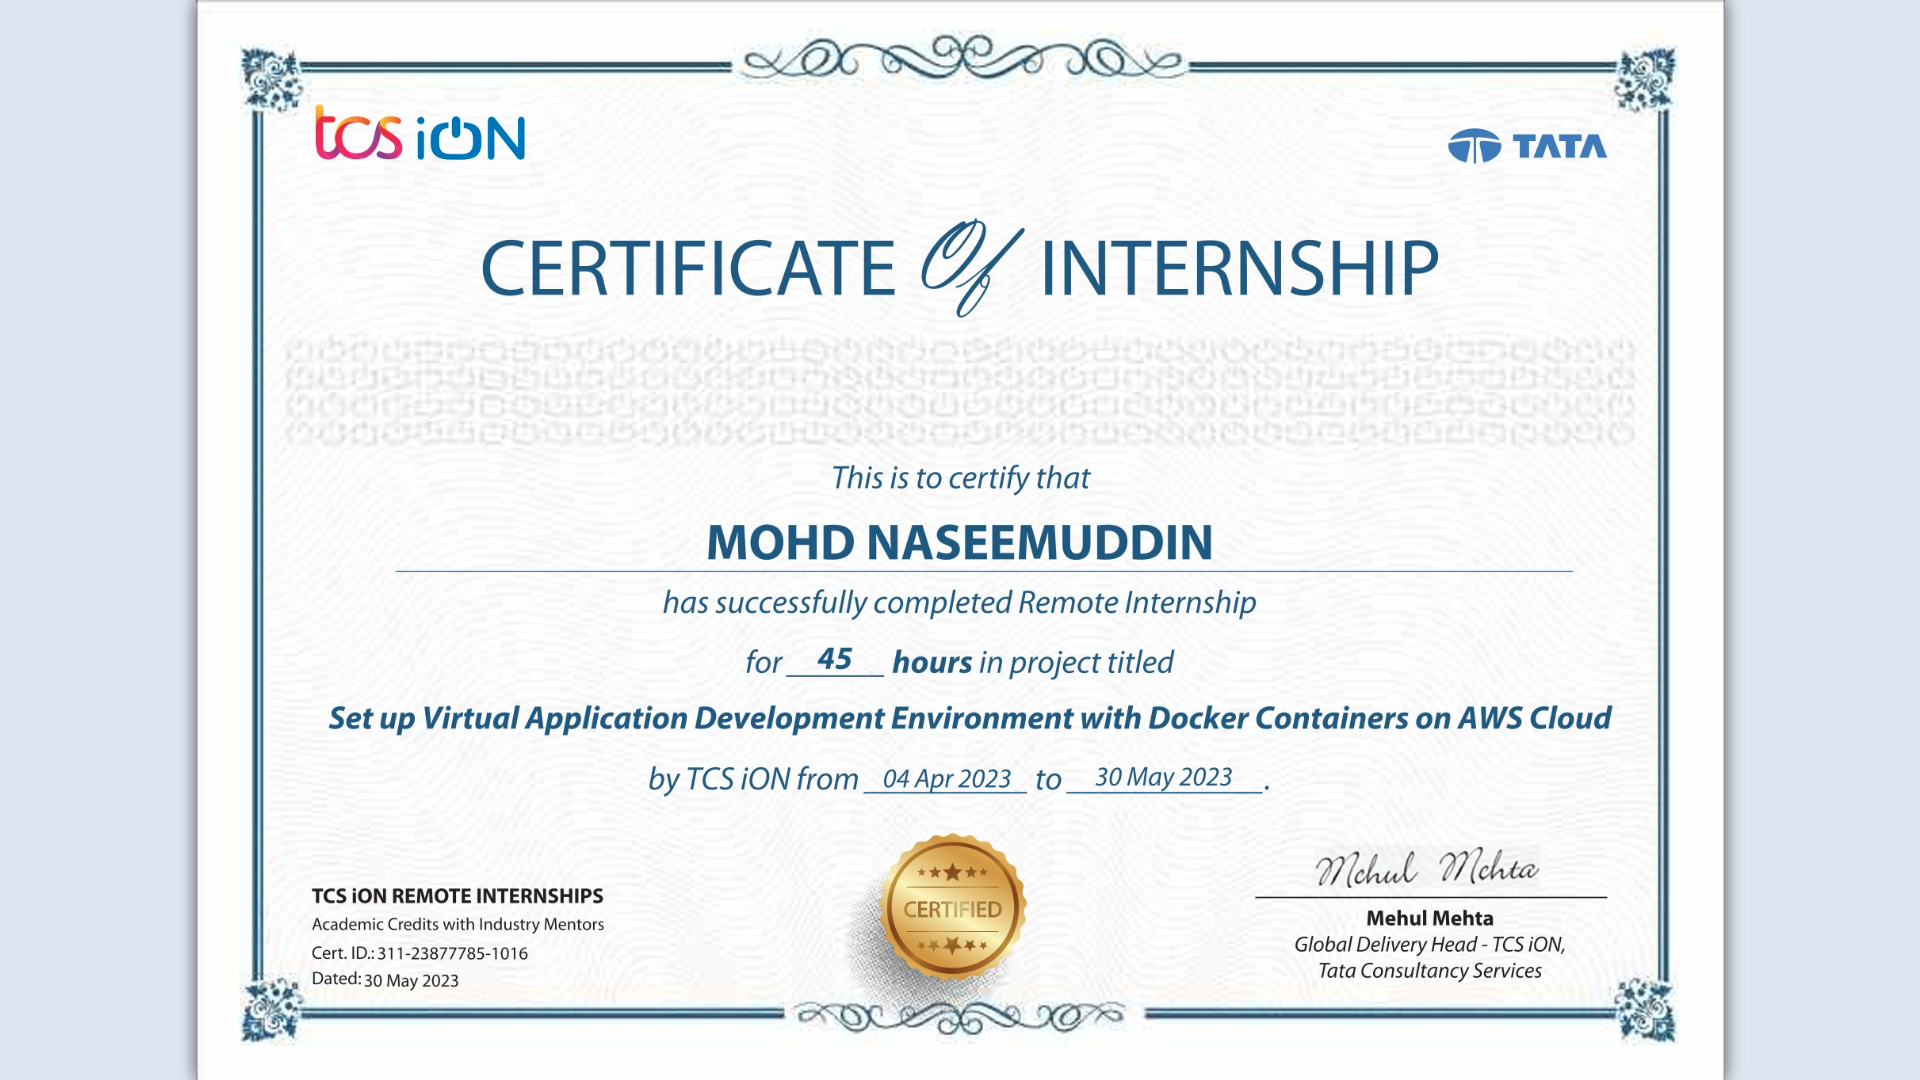 tcs iON
TATA
CERTIFICATE Of INTERNSHIP
This is to certify that
MOHD NASEEMUDDIN
has successfully completed Remote Internship
for 45 hours in project titled
Set up Virtual Application Development Environment with Docker Containers on AWS Cloud
by TCS iON from 04 Apr 2023 to 30 May 2023.
CERTIFIED
TCS iON REMOTE INTERNSHIPS
Academic Credits with Industry Mentors
Cert. ID.: 311-23877785-1016
Dated: 30 May 2023
Mehul Mehta
Mehul Mehta
Global Delivery Head - TCS iON,
Tata Consultancy Services